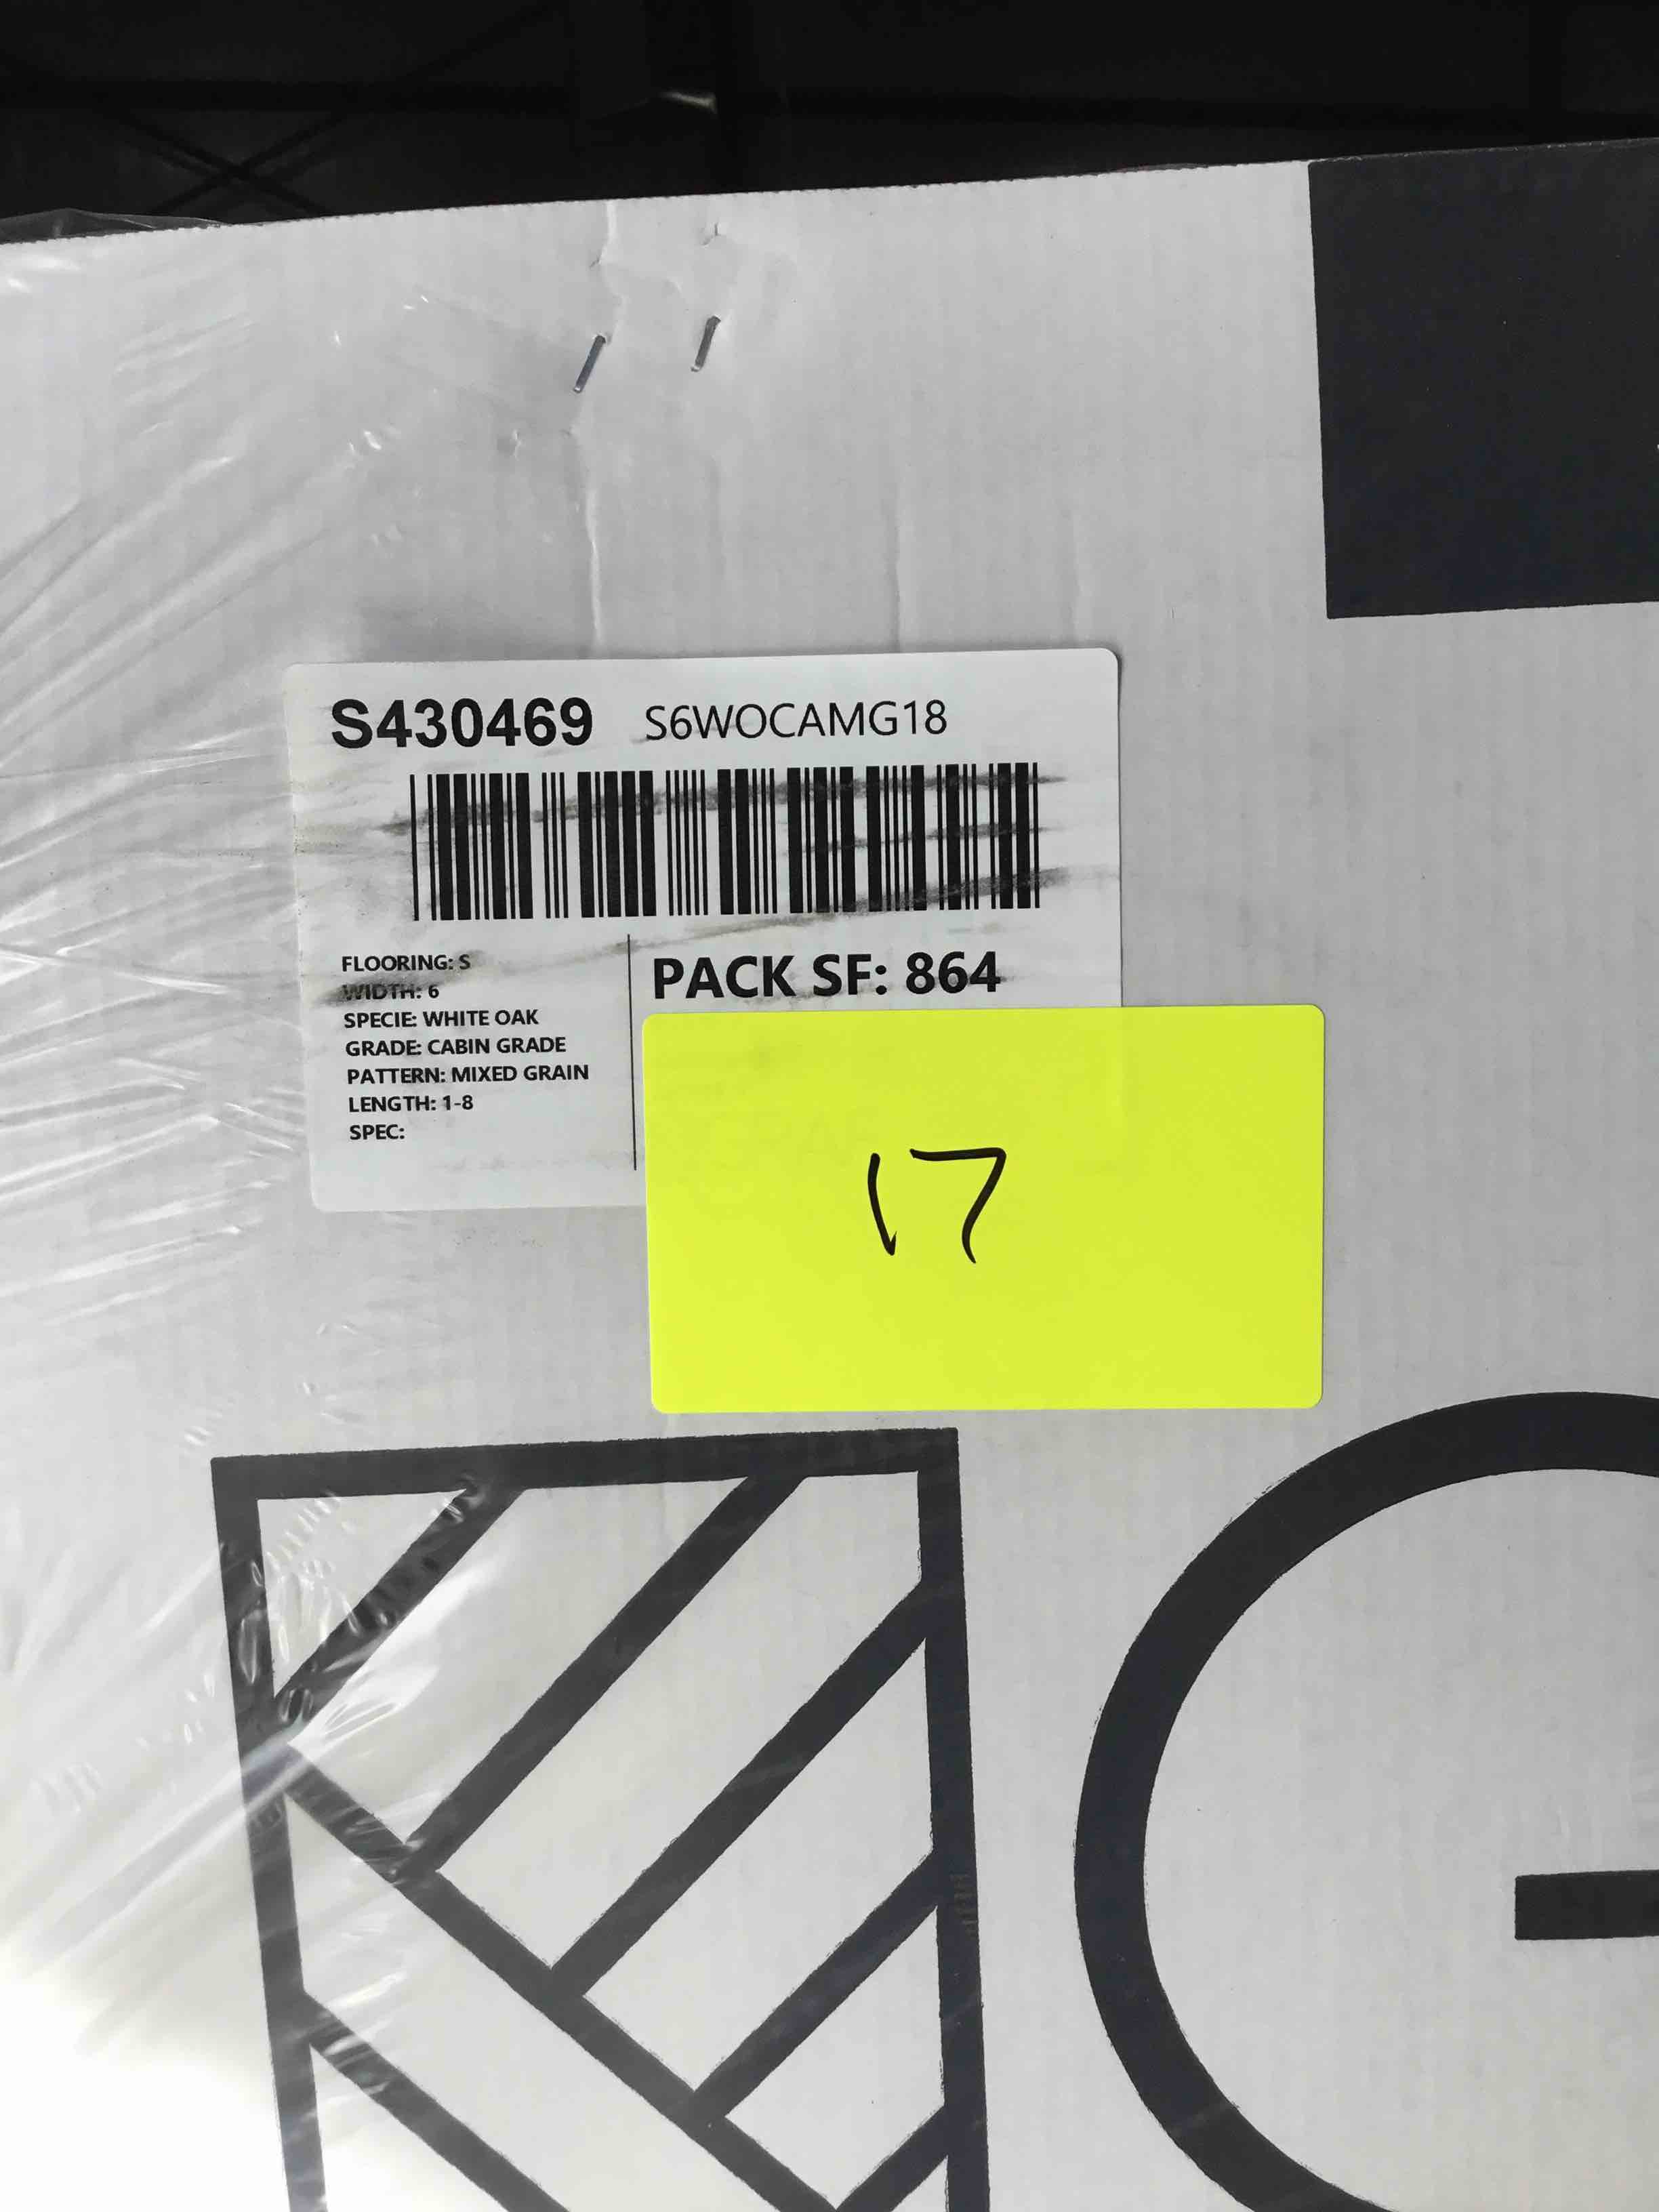 S430469 S6WOCAMG18
FLOORING: S
WIDTH: 6
SPECIE: WHITE OAK
GRADE: CABIN GRADE
PATTERN: MIXED GRAIN
LENGTH: 1-8
SPEC:
PACK SF: 864
17
G